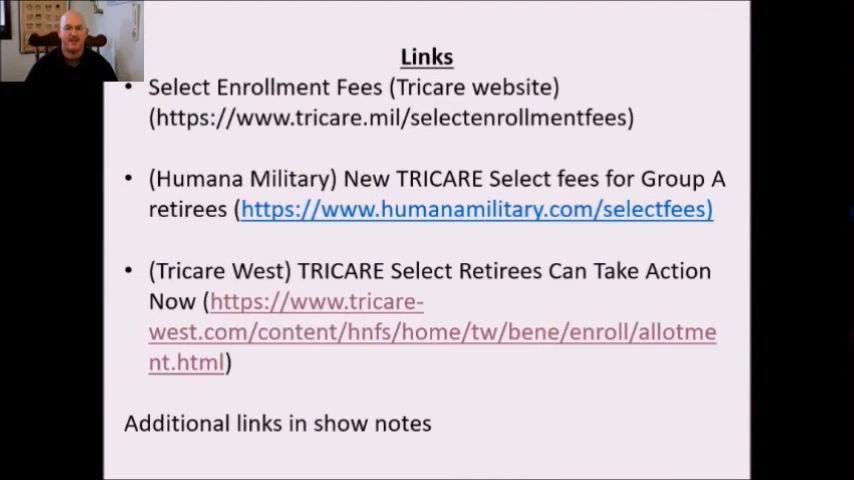 Links
• Select Enrollment Fees (Tricare website)
(https://www.tricare.mil/selectenrollmentfees)
• (Humana Military) New TRICARE Select fees for Group A
retirees (https://www.humanamilitary.com/selectfees)
• (Tricare West) TRICARE Select Retirees Can Take Action
Now (https://www.tricare-
west.com/content/hnfs/home/tw/bene/enroll/allotme
nt.html)
Additional links in show notes